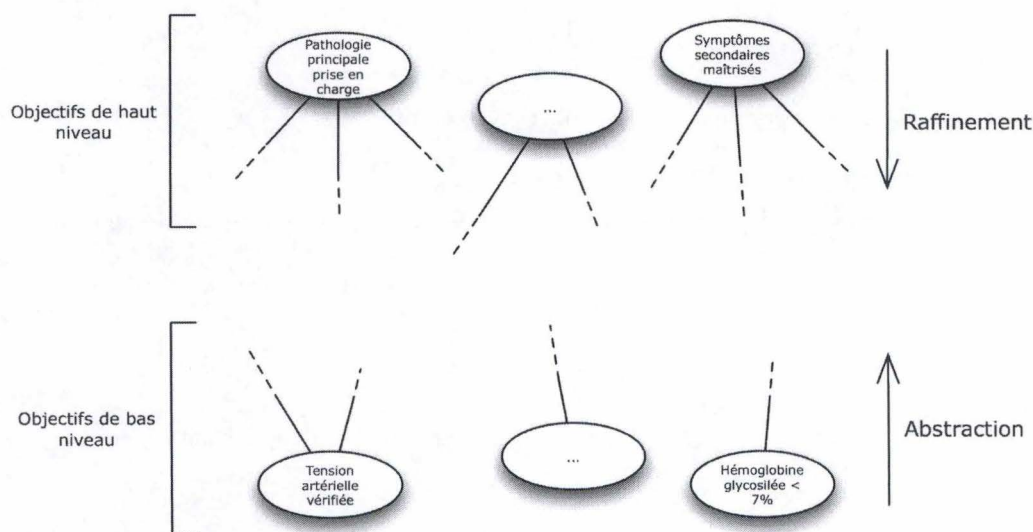 Pathologie
principale
prise en
charge
Symptômes
secondaires
maîtrisés
Objectifs de haut
niveau
...
Raffinement
Objectifs de bas
niveau
Abstraction
Tension
artérielle
vérifiée
...
Hémoglobine
glycosilée <
7%